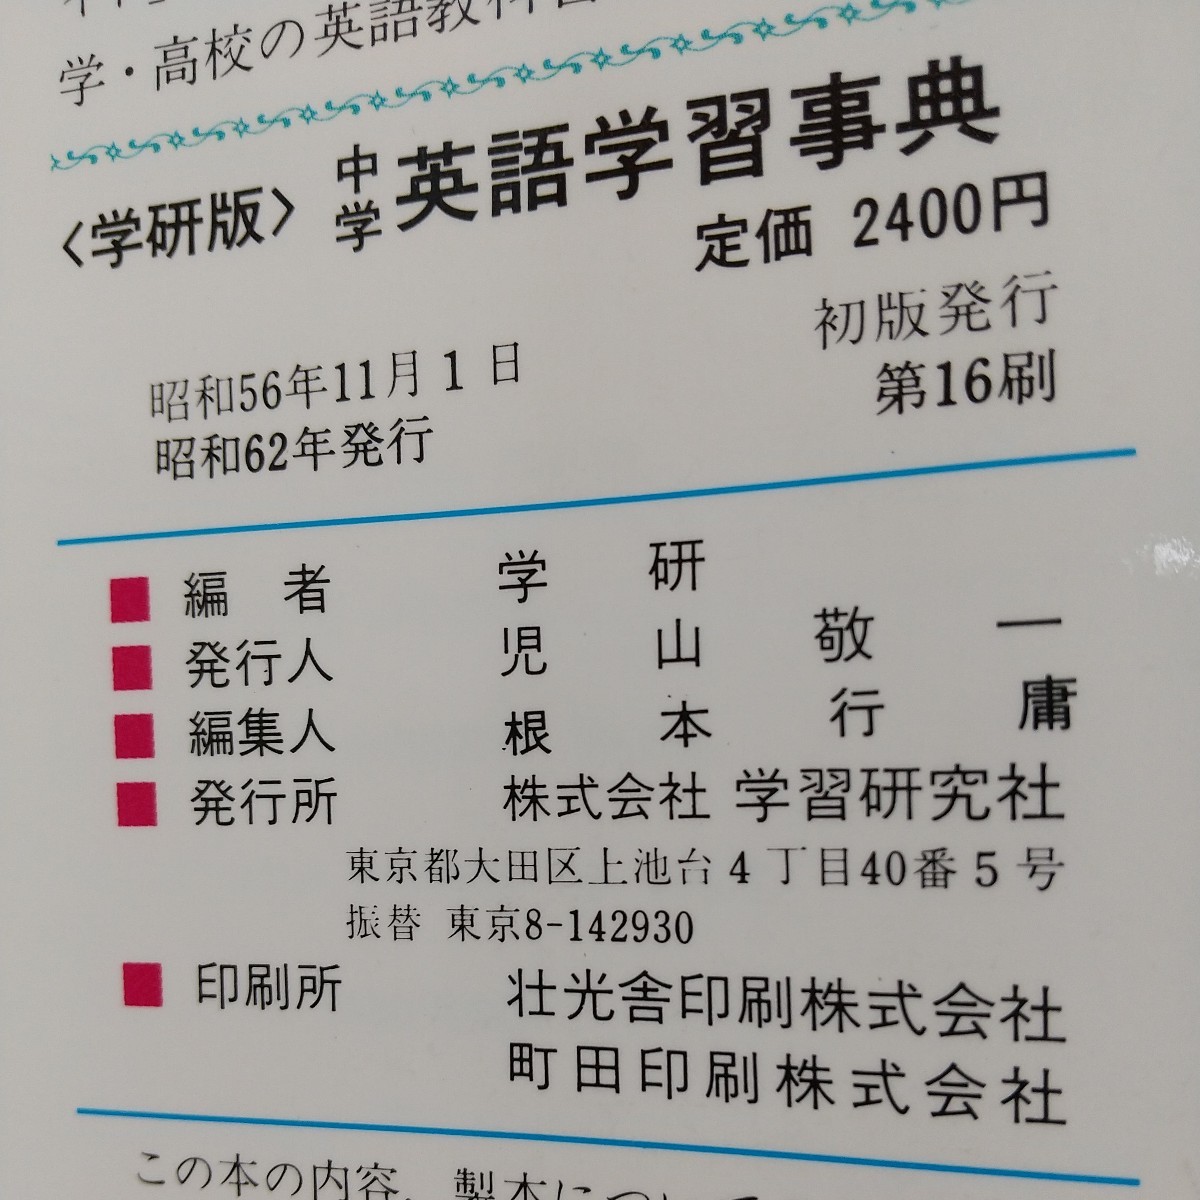 学・高校の英語教科
〈学研版〉 中学 英語学習事典
定価 2400円
昭和56年11月1日 初版発行
昭和62年発行 第16刷
■ 編 者 学 研
■ 発行人 児 山 敬 一
■ 編集人 根 本 行 庸
■ 発行所 株式会社 学習研究社
東京都大田区上池台4丁目40番5号
振替 東京8-142930
■ 印刷所 壮光舎印刷株式会社
町田印刷株式会社
この本の内容、製本について